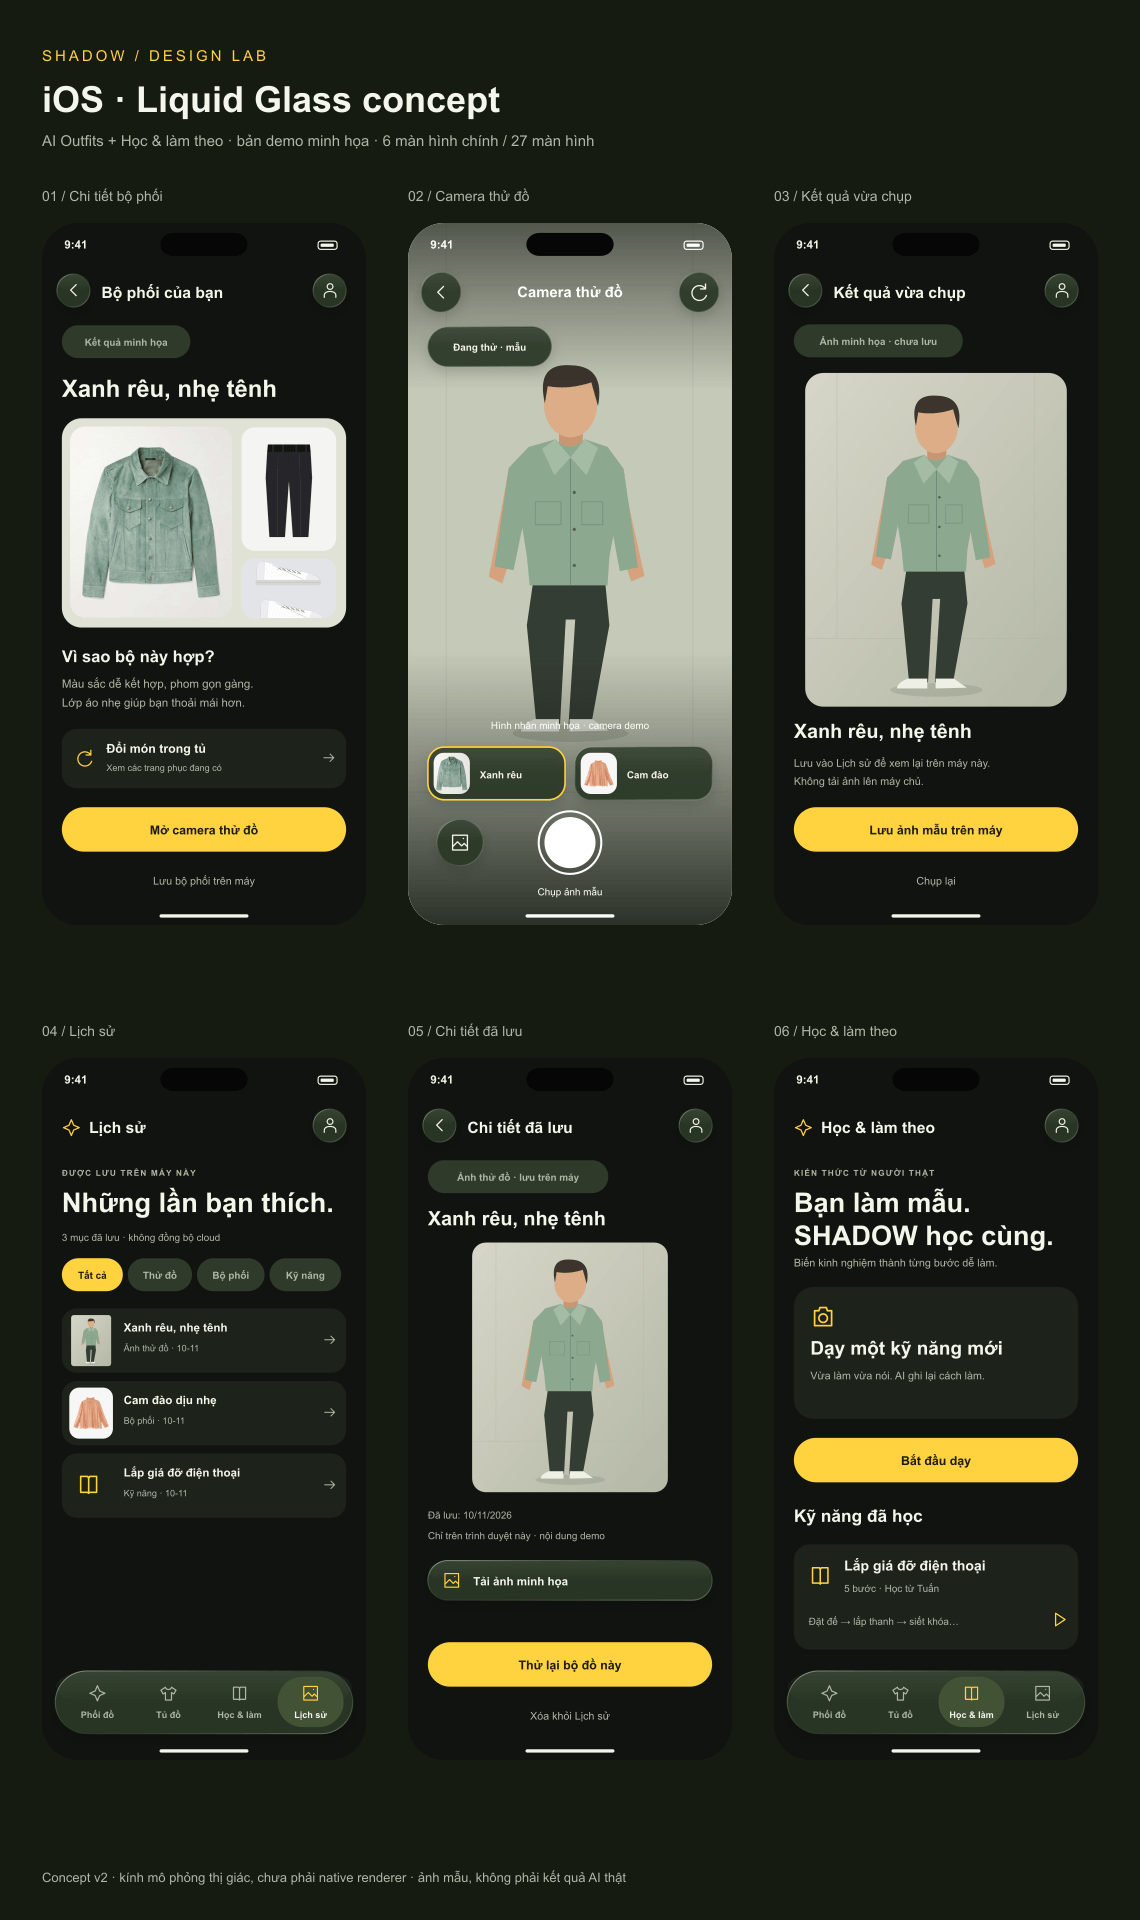 SHADOW / DESIGN LAB
iOS · Liquid Glass concept
AI Outfits + Học & làm theo · bản demo minh họa · 6 màn hình chính / 27 màn hình
01 / Chi tiết bộ phối
9:41
Bộ phối của bạn
Kết quả minh họa
Xanh rêu, nhẹ tênh
Vì sao bộ này hợp?
Màu sắc dễ kết hợp, phom gọn gàng.
Lớp áo nhẹ giúp bạn thoải mái hơn.
Đổi món trong tủ
Xem các trang phục đang có
Mở camera thử đồ
Lưu bộ phối trên máy
02 / Camera thử đồ
9:41
Camera thử đồ
Đang thử · mẫu
Hình nhân minh họa · camera demo
Xanh rêu
Cam đào
Chụp ảnh mẫu
03 / Kết quả vừa chụp
9:41
Kết quả vừa chụp
Ảnh minh họa · chưa lưu
Xanh rêu, nhẹ tênh
Lưu vào Lịch sử để xem lại trên máy này.
Không tải ảnh lên máy chủ.
Lưu ảnh mẫu trên máy
Chụp lại
04 / Lịch sử
9:41
Lịch sử
ĐƯỢC LƯU TRÊN MÁY NÀY
Những lần bạn thích.
3 mục đã lưu · không đồng bộ cloud
Tất cả
Thử đồ
Bộ phối
Kỹ năng
Xanh rêu, nhẹ tênh
Ảnh thử đồ · 10-11
Cam đào dịu nhẹ
Bộ phối · 10-11
Lắp giá đỡ điện thoại
Kỹ năng · 10-11
Phối đồ
Tủ đồ
Học & làm
Lịch sử
05 / Chi tiết đã lưu
9:41
Chi tiết đã lưu
Ảnh thử đồ · lưu trên máy
Xanh rêu, nhẹ tênh
Đã lưu: 10/11/2026
Chỉ trên trình duyệt này · nội dung demo
Tải ảnh minh họa
Thử lại bộ đồ này
Xóa khỏi Lịch sử
06 / Học & làm theo
9:41
Học & làm theo
KIẾN THỨC TỪ NGƯỜI THẬT
Bạn làm mẫu.
SHADOW học cùng.
Biến kinh nghiệm thành từng bước dễ làm.
Dạy một kỹ năng mới
Vừa làm vừa nói. AI ghi lại cách làm.
Bắt đầu dạy
Kỹ năng đã học
Lắp giá đỡ điện thoại
5 bước · Học từ Tuấn
Đặt đế → lắp thanh → siết khóa...
Phối đồ
Tủ đồ
Học & làm
Lịch sử
Concept v2 · kính mô phỏng thị giác, chưa phải native renderer · ảnh mẫu, không phải kết quả AI thật